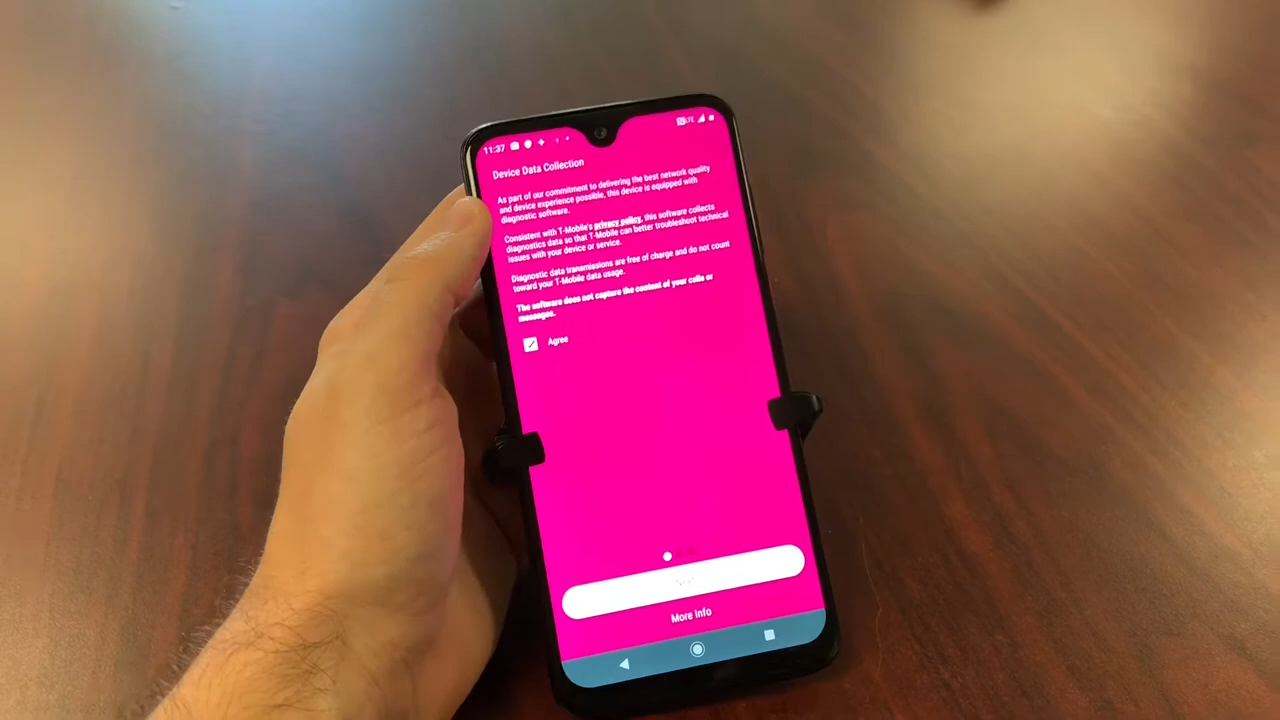 11:37
LTE
Device Data Collection
As part of our commitment to delivering the best network quality
and device experience possible, this device is equipped with
diagnostic software.
Consistent with T-Mobile's privacy policy, this software collects
diagnostics data so that T-Mobile can better troubleshoot technical
issues with your device or service.
Diagnostic data transmissions are free of charge and do not count
toward your T-Mobile data usage.
The software does not capture the content of your calls or
messages.
Agree
More info